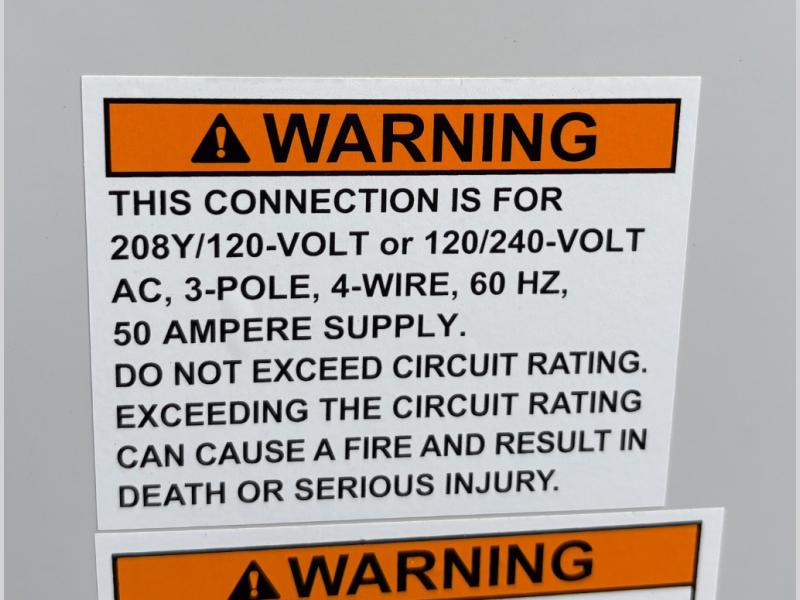 WARNING
THIS CONNECTION IS FOR
208Y/120-VOLT or 120/240-VOLT
AC, 3-POLE, 4-WIRE, 60 HZ,
50 AMPERE SUPPLY.
DO NOT EXCEED CIRCUIT RATING.
EXCEEDING THE CIRCUIT RATING
CAN CAUSE A FIRE AND RESULT IN
DEATH OR SERIOUS INJURY.
WARNING